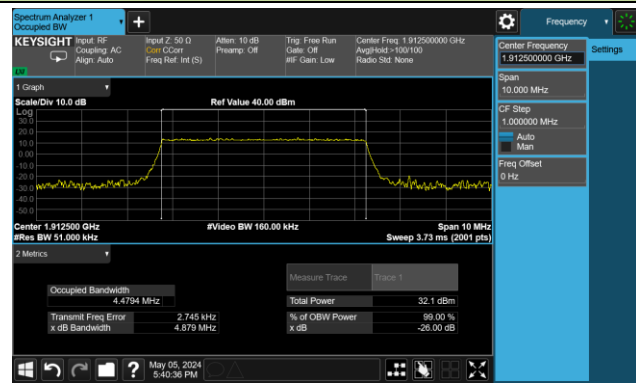 Spectrum Analyzer 1
Occupied BW
+
Frequency
KEYSIGHT
Input: RF
Coupling: AC
Align: Auto
Input Z: 50 Ω
Corr CCorr
Freq Ref: Int (S)
Atten: 10 dB
Preamp: Off
Trig: Free Run
Gate: Off
#IF Gain: Low
Center Freq: 1.912500000 GHz
Avg|Hold:>100/100
Radio Std: None
Center Frequency
1.912500000 GHz
Settings
Span
10.000 MHz
CF Step
1.000000 MHz
Auto
Man
Freq Offset
0 Hz
1 Graph
Scale/Div 10.0 dB
Ref Value 40.00 dBm
Log
30.0
20.0
10.0
0.00
-10.0
-20.0
-30.0
-40.0
-50.0
Center 1.912500 GHz
#Video BW 160.00 kHz
Span 10 MHz
#Res BW 51.000 kHz
Sweep 3.73 ms (2001 pts)
2 Metrics
Measure Trace
Trace 1
Occupied Bandwidth
4.4794 MHz
Total Power
32.1 dBm
Transmit Freq Error
2.745 kHz
% of OBW Power
99.00 %
x dB Bandwidth
4.879 MHz
x dB
-26.00 dB
?
May 05, 2024
5:40:36 PM